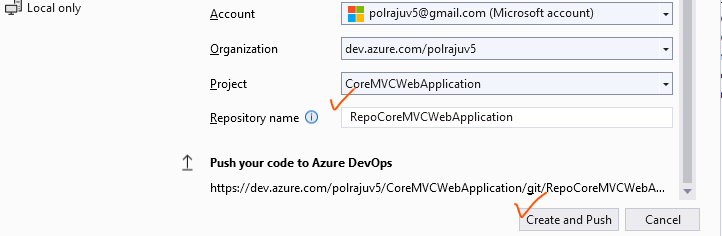 Local only
Account polrajuv5@gmail.com (Microsoft account)
Organization dev.azure.com/polrajuv5
Project CoreMVCWebApplication
Repository name RepoCoreMVCWebApplication
Push your code to Azure DevOps
https://dev.azure.com/polrajuv5/CoreMVCWebApplication/git/RepoCoreMVCWebA...
Create and Push Cancel